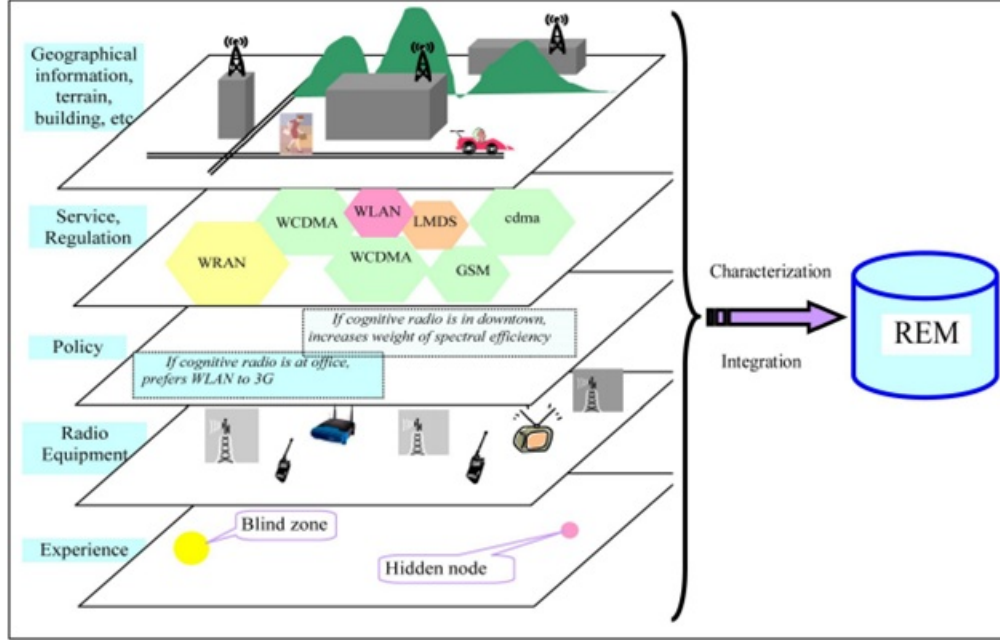 Geographical
information,
terrain,
building, etc
Service,
Regulation
WCDMA
WLAN
LMDS
cdma
WRAN
WCDMA
GSM
Policy
If cognitive radio is in downtown,
increases weight of spectral efficiency
If cognitive radio is at office,
prefers WLAN to 3G
Radio
Equipment
Experience
Blind zone
Hidden node
Characterization
Integration
REM